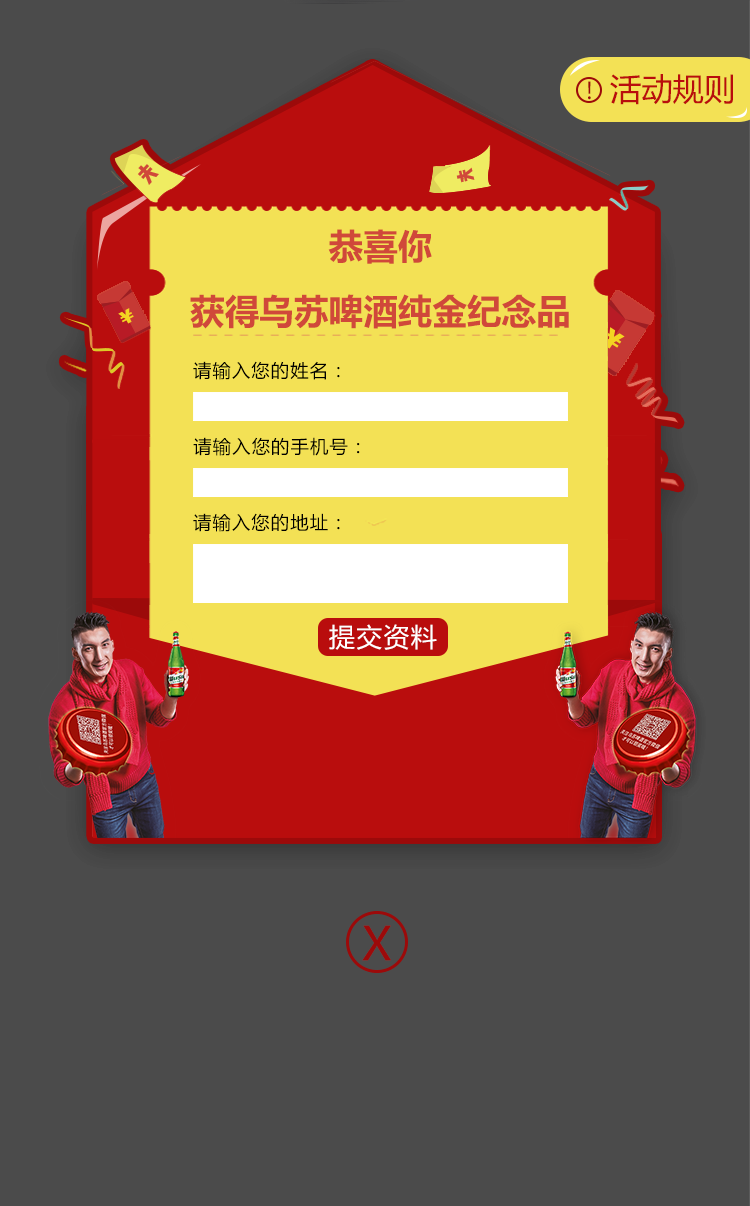 活动规则
恭喜你
获得乌苏啤酒纯金纪念品
请输入您的姓名：
请输入您的手机号：
请输入您的地址：
提交资料
X